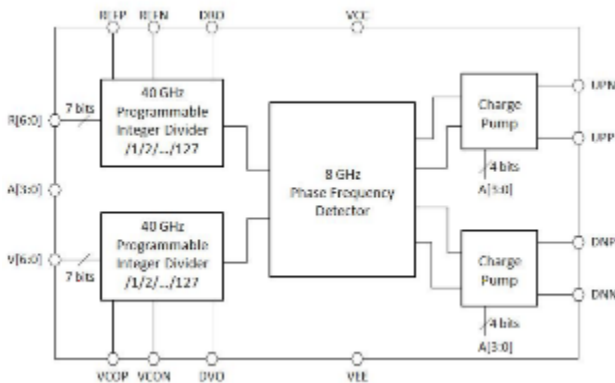 REFP REFN DRO VCC
40 GHz
Programmable
Integer Divider
/1/2/.../127
7 bits
R[6:0]
A[3:0]
40 GHz
Programmable
Integer Divider
/1/2/.../127
V[6:0]
7 bits
8 GHz
Phase Frequency
Detector
Charge
Pump
4 bits
A[3:0]
UPN
UPP
Charge
Pump
4 bits
A[3:0]
DNP
DNN
VCOP VCON DVO VEE